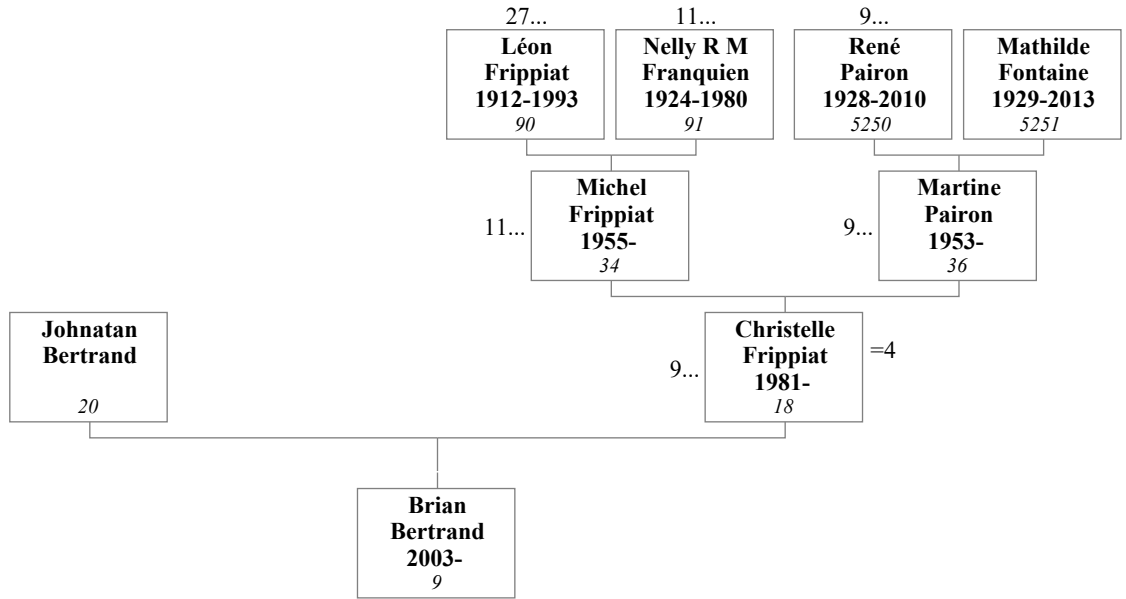 27...
11...
9...
Léon
Frippiat
1912-1993
90
Nelly R M
Franquien
1924-1980
91
René
Pairon
1928-2010
5250
Mathilde
Fontaine
1929-2013
5251
11...
Michel
Frippiat
1955-
34
9...
Martine
Pairon
1953-
36
Johnatan
Bertrand
20
9...
Christelle
Frippiat
1981-
18
=4
Brian
Bertrand
2003-
9